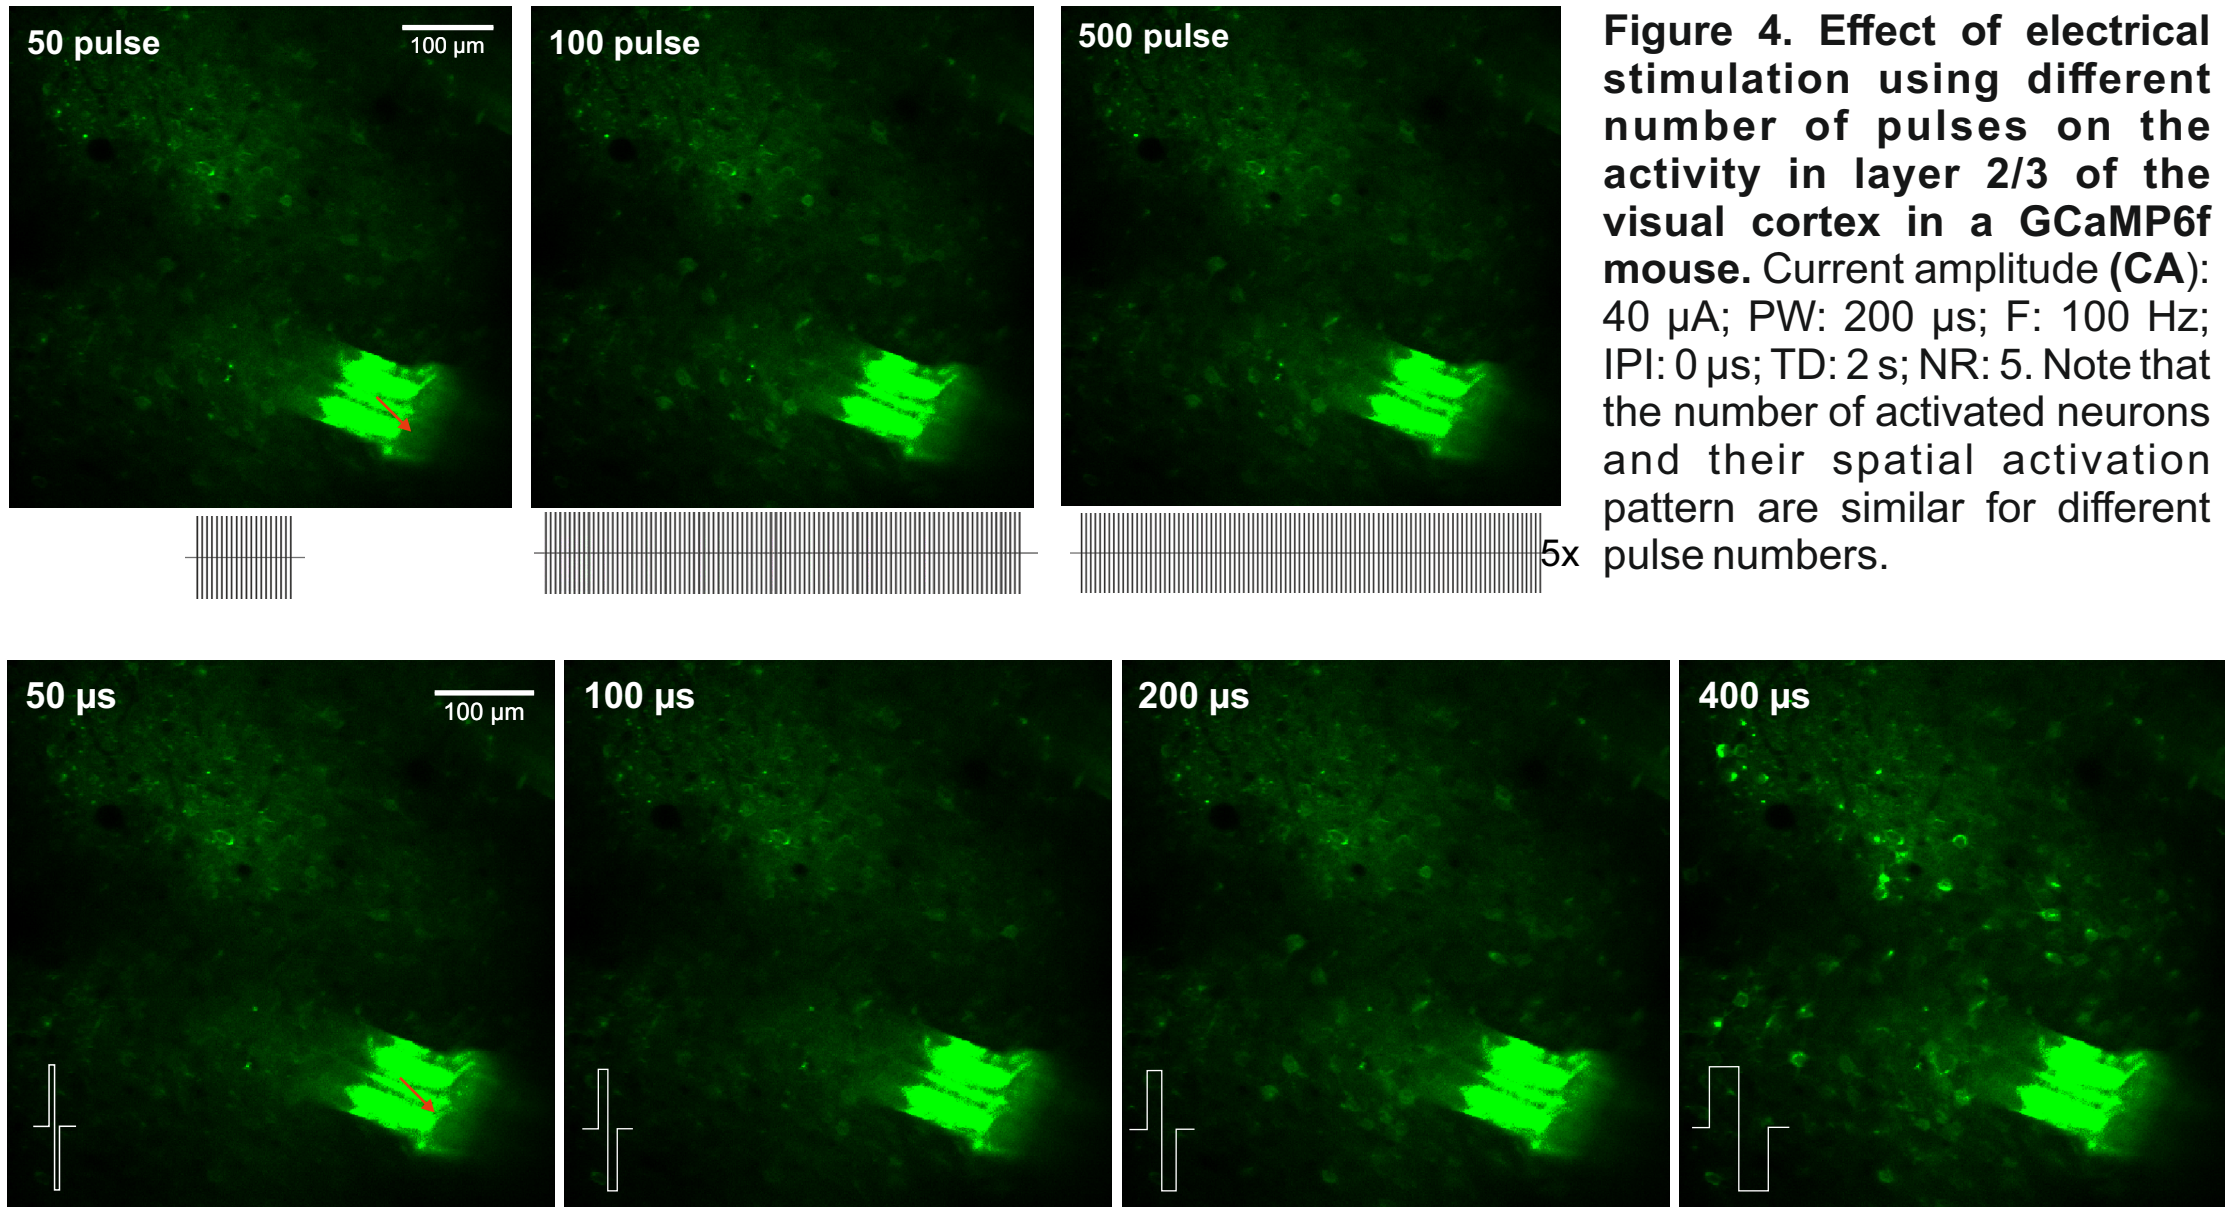 50 pulse
100 µm
100 pulse
500 pulse
5x
Figure 4. Effect of electrical
stimulation using different
number of pulses on the
activity in layer 2/3 of the
visual cortex in a GCaMP6f
mouse. Current amplitude (CA):
40 µA; PW: 200 µs; F: 100 Hz;
IPI: 0 µs; TD: 2 s; NR: 5. Note that
the number of activated neurons
and their spatial activation
pattern are similar for different
pulse numbers.
50 µs
100 µm
100 µs
200 µs
400 µs